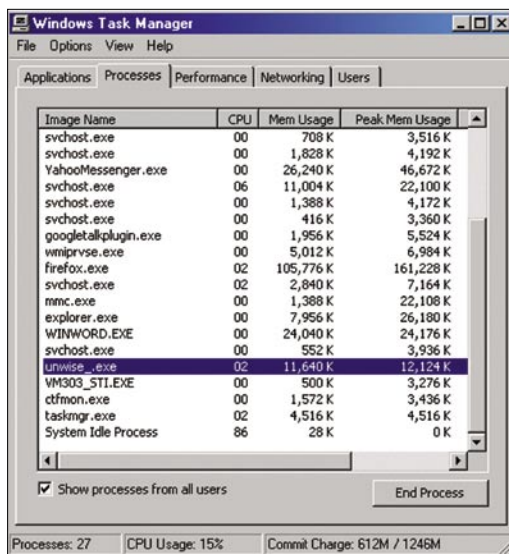 Windows Task Manager
File Options View Help
Applications Processes Performance Networking Users
Image Name CPU Mem Usage Peak Mem Usage
svchost.exe 00 708 K 3,516 K
svchost.exe 00 1,828 K 4,192 K
YahooMessenger.exe 00 26,240 K 46,672 K
svchost.exe 06 11,004 K 22,100 K
svchost.exe 00 1,388 K 4,172 K
svchost.exe 00 416 K 3,360 K
googletalkplugin.exe 00 1,956 K 5,524 K
wmiprvse.exe 00 5,012 K 6,984 K
firefox.exe 02 105,776 K 161,228 K
svchost.exe 02 2,840 K 7,164 K
mmc.exe 00 1,388 K 22,108 K
explorer.exe 00 7,956 K 26,180 K
WINWORD.EXE 00 24,040 K 24,176 K
svchost.exe 00 552 K 3,936 K
unwise_.exe 02 11,640 K 12,124 K
VM303_STI.EXE 00 500 K 3,276 K
ctfmon.exe 00 1,572 K 3,436 K
taskmgr.exe 02 4,516 K 4,516 K
System Idle Process 86 28 K 0 K
Show processes from all users
End Process
Processes: 27 CPU Usage: 15% Commit Charge: 612M / 1246M